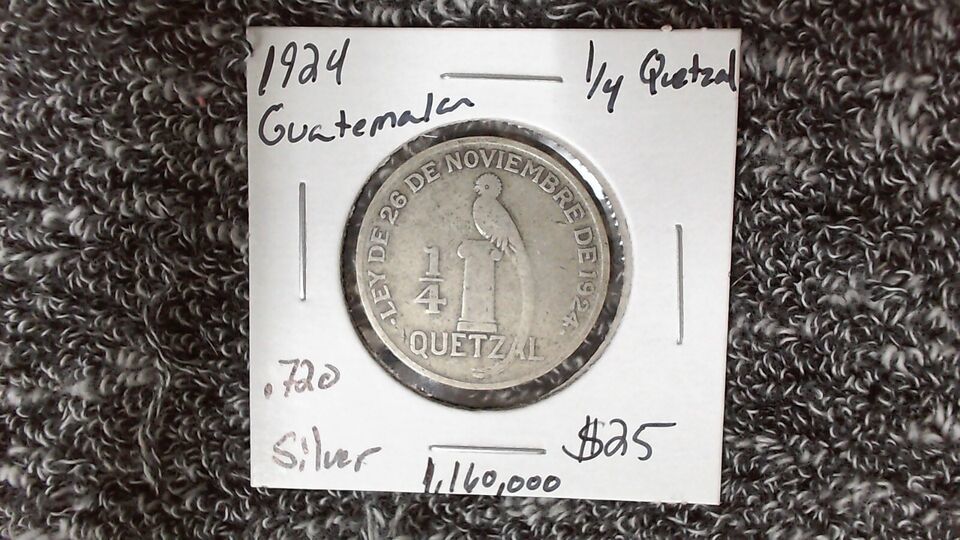 1924
Guatemala
1/4 Quetzal
LEY DE 26 DE NOVIEMBRE DE 1924
1/4
QUETZAL
.720
Silver
$25
1,160,000